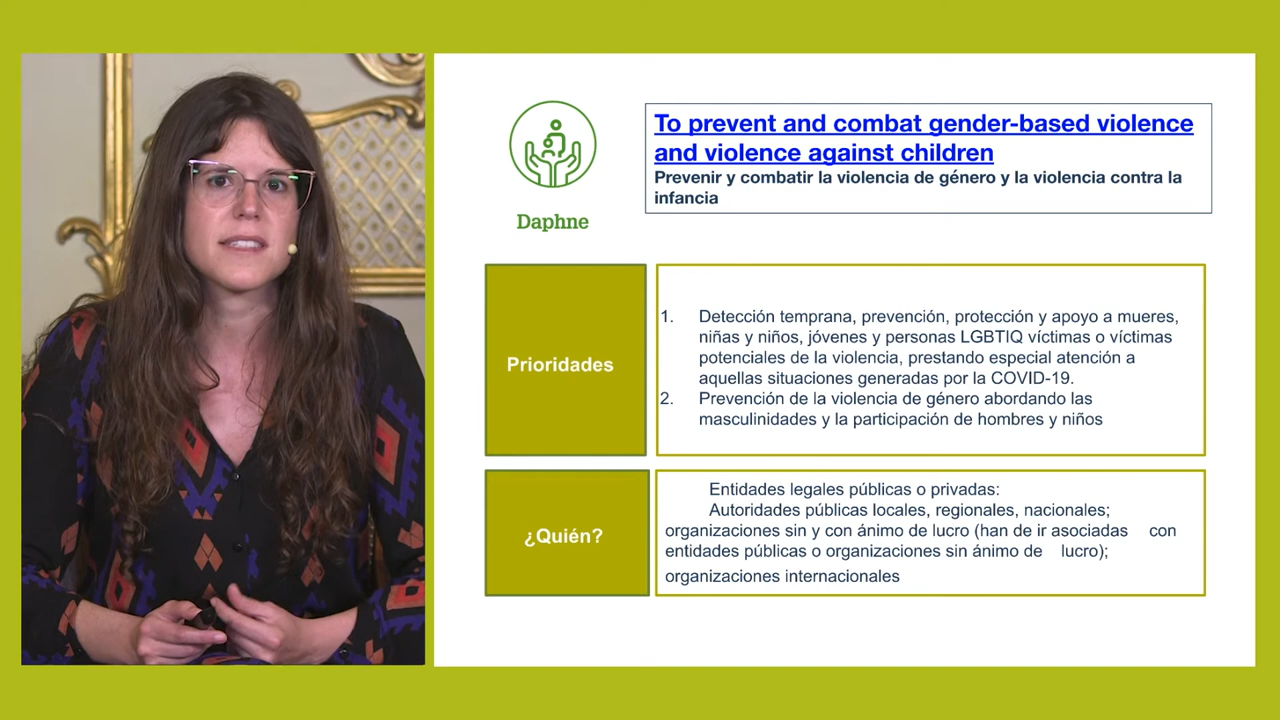 Daphne
To prevent and combat gender-based violence
and violence against children
Prevenir y combatir la violencia de género y la violencia contra la
infancia
Prioridades
1. Detección temprana, prevención, protección y apoyo a mueres,
niñas y niños, jóvenes y personas LGBTIQ víctimas o víctimas
potenciales de la violencia, prestando especial atención a
aquellas situaciones generadas por la COVID-19.
2. Prevención de la violencia de género abordando las
masculinidades y la participación de hombres y niños
¿Quién?
Entidades legales públicas o privadas:
Autoridades públicas locales, regionales, nacionales;
organizaciones sin y con ánimo de lucro (han de ir asociadas con
entidades públicas o organizaciones sin ánimo de lucro);
organizaciones internacionales